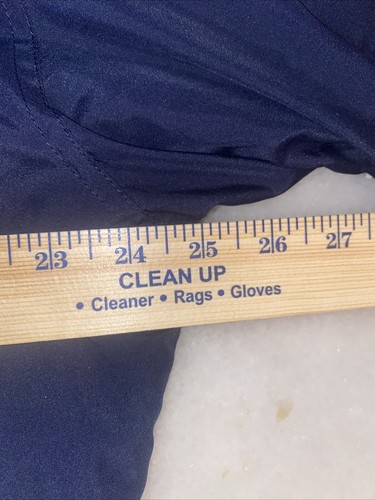 23 24 25 26 27
CLEAN UP
• Cleaner • Rags • Gloves